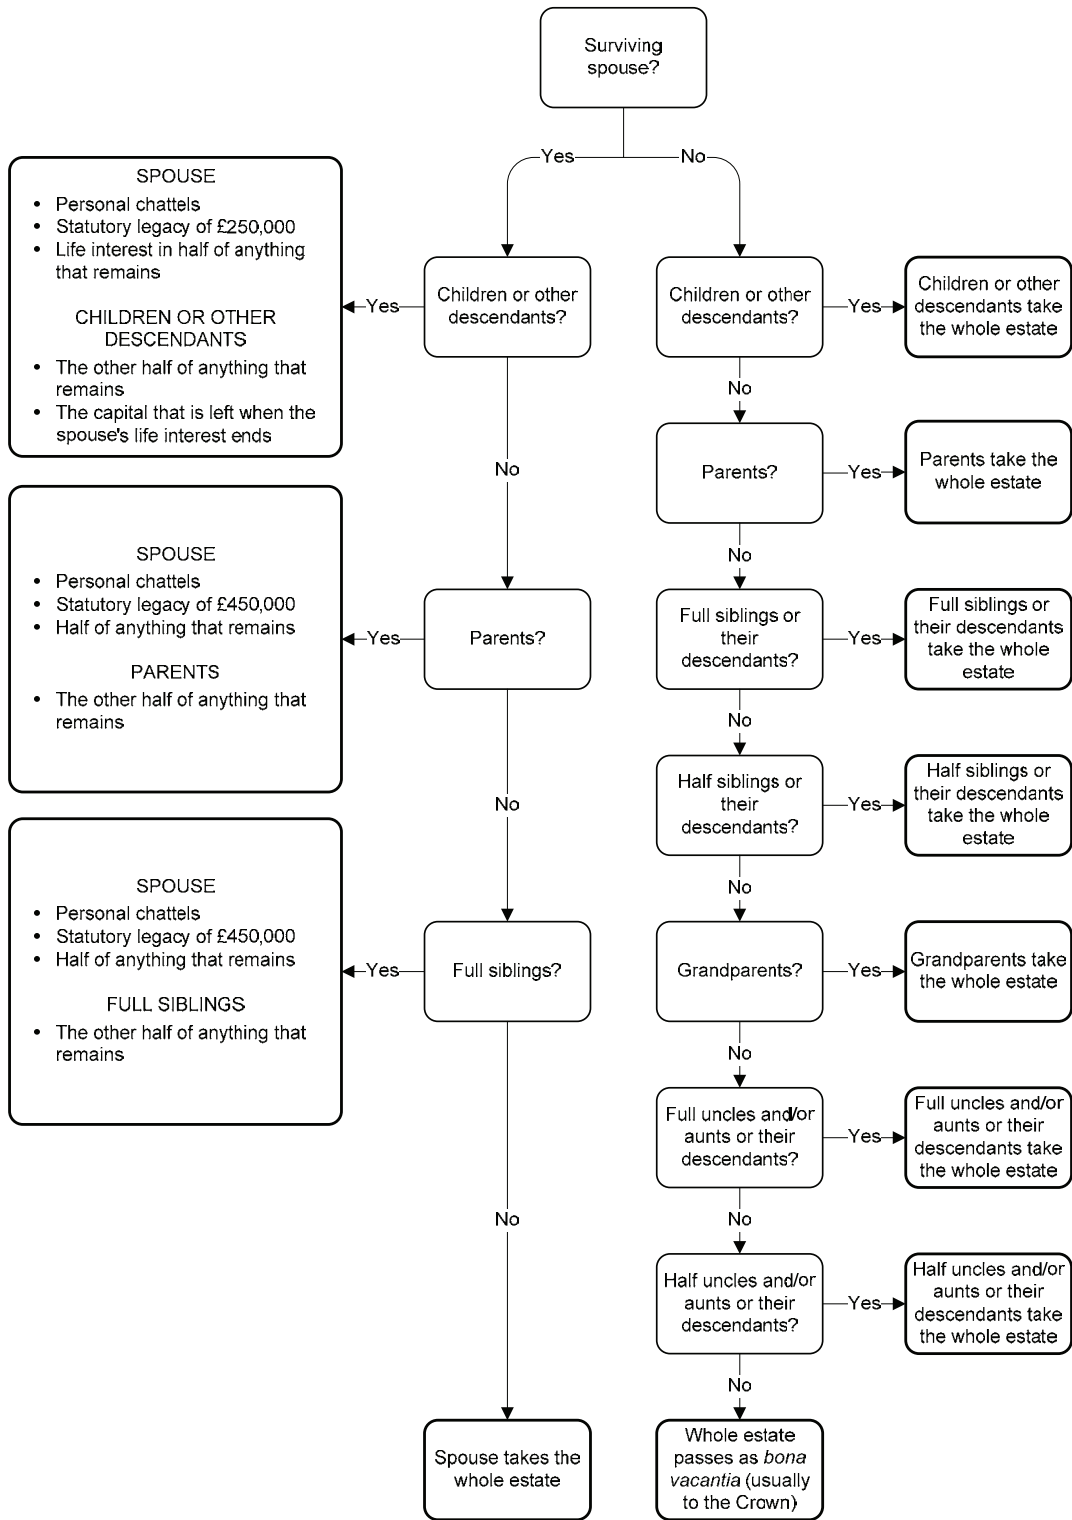 Surviving
spouse?
Yes
No
SPOUSE
• Personal chattels
• Statutory legacy of £250,000
• Life interest in half of anything
that remains
CHILDREN OR OTHER
DESCENDANTS
• The other half of anything that
remains
• The capital that is left when the
spouse's life interest ends
Yes
Children or other
descendants?
No
SPOUSE
• Personal chattels
• Statutory legacy of £450,000
• Half of anything that remains
PARENTS
• The other half of anything that
remains
Yes
Parents?
No
SPOUSE
• Personal chattels
• Statutory legacy of £450,000
• Half of anything that remains
FULL SIBLINGS
• The other half of anything that
remains
Yes
Full siblings?
No
Spouse takes the
whole estate
Children or other
descendants?
Yes
Children or other
descendants take
the whole estate
No
Parents?
Yes
Parents take the
whole estate
No
Full siblings or
their
descendants?
Yes
Full siblings or
their descendants
take the whole
estate
No
Half siblings or
their
descendants?
Yes
Half siblings or
their descendants
take the whole
estate
No
Grandparents?
Yes
Grandparents take
the whole estate
No
Full uncles and/or
aunts or their
descendants?
Yes
Full uncles and/or
aunts or their
descendants take
the whole estate
No
Half uncles and/or
aunts or their
descendants?
Yes
Half uncles and/or
aunts or their
descendants take
the whole estate
No
Whole estate
passes as bona
vacantia (usually
to the Crown)